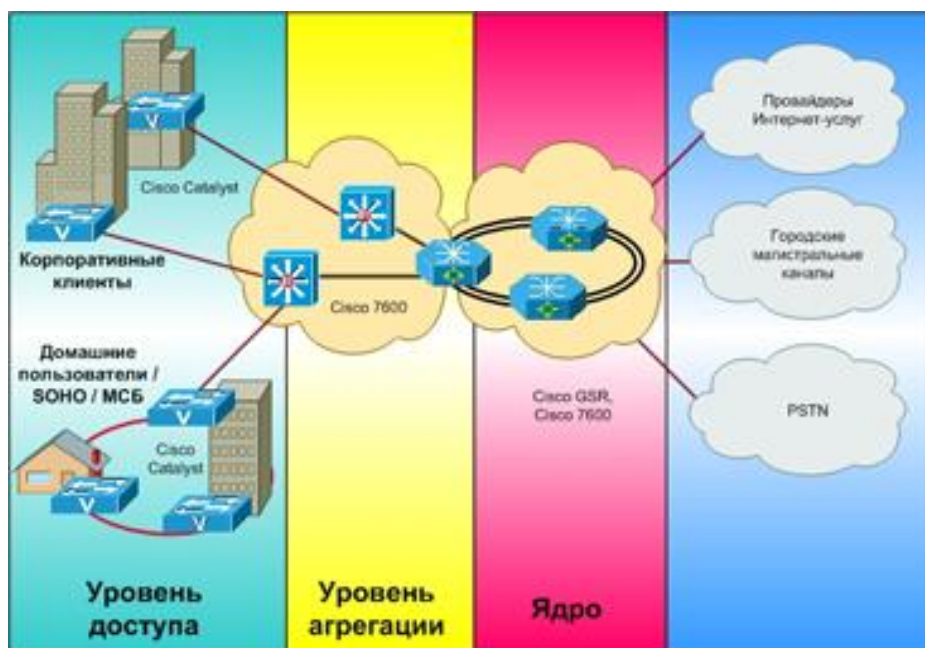 Cisco Catalyst
Корпоративные
клиенты
Домашние
пользователи /
SOHO / МСБ
Cisco
Catalyst
Cisco 7600
Cisco GSR,
Cisco 7600
Провайдеры
Интернет-услуг
Городские
магистральные
каналы
PSTN
Уровень
доступа
Уровень
агрегации
Ядро